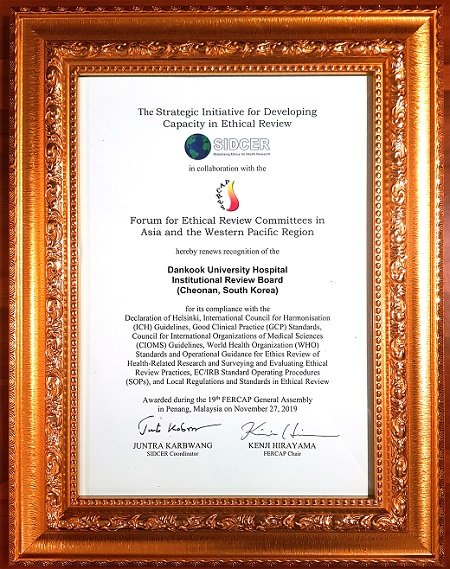 The Strategic Initiative for Developing
Capacity in Ethical Review
SIDCER
in collaboration with the
FERCAP
Forum for Ethical Review Committees in
Asia and the Western Pacific Region
hereby renews recognition of the
Dankook University Hospital
Institutional Review Board
(Cheonan, South Korea)
for its compliance with the
Declaration of Helsinki, International Council for Harmonisation
(ICH) Guidelines, Good Clinical Practice (GCP) Standards,
Council for International Organizations of Medical Sciences
(CIOMS) Guidelines, World Health Organization (WHO)
Standards and Operational Guidance for Ethics Review of
Health-Related Research and Surveying and Evaluating Ethical
Review Practices, EC/IRB Standard Operating Procedures
(SOPs), and Local Regulations and Standards in Ethical Review
Awarded during the 19th FERCAP General Assembly
in Penang, Malaysia on November 27, 2019
JUNTRA KARBWANG
SIDCER Coordinator
KENJI HIRAYAMA
FERCAP Chair